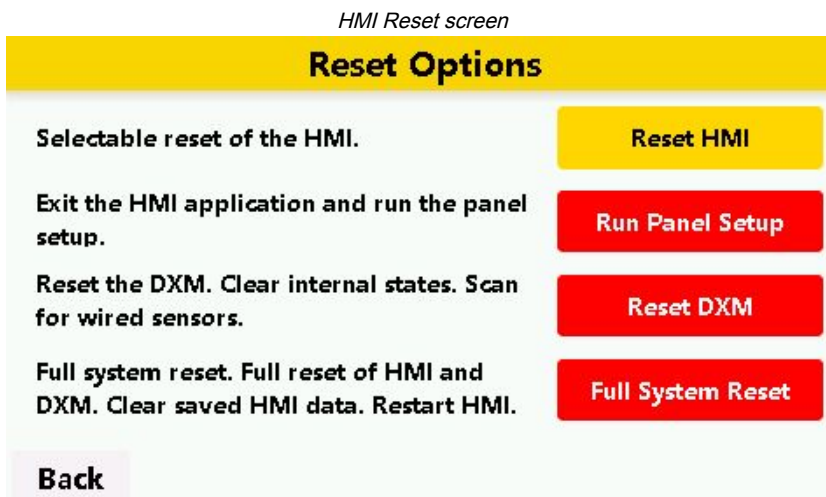 HMI Reset screen
Reset Options
Selectable reset of the HMI.
Reset HMI
Exit the HMI application and run the panel
setup.
Run Panel Setup
Reset the DXM. Clear internal states. Scan
for wired sensors.
Reset DXM
Full system reset. Full reset of HMI and
DXM. Clear saved HMI data. Restart HMI.
Full System Reset
Back